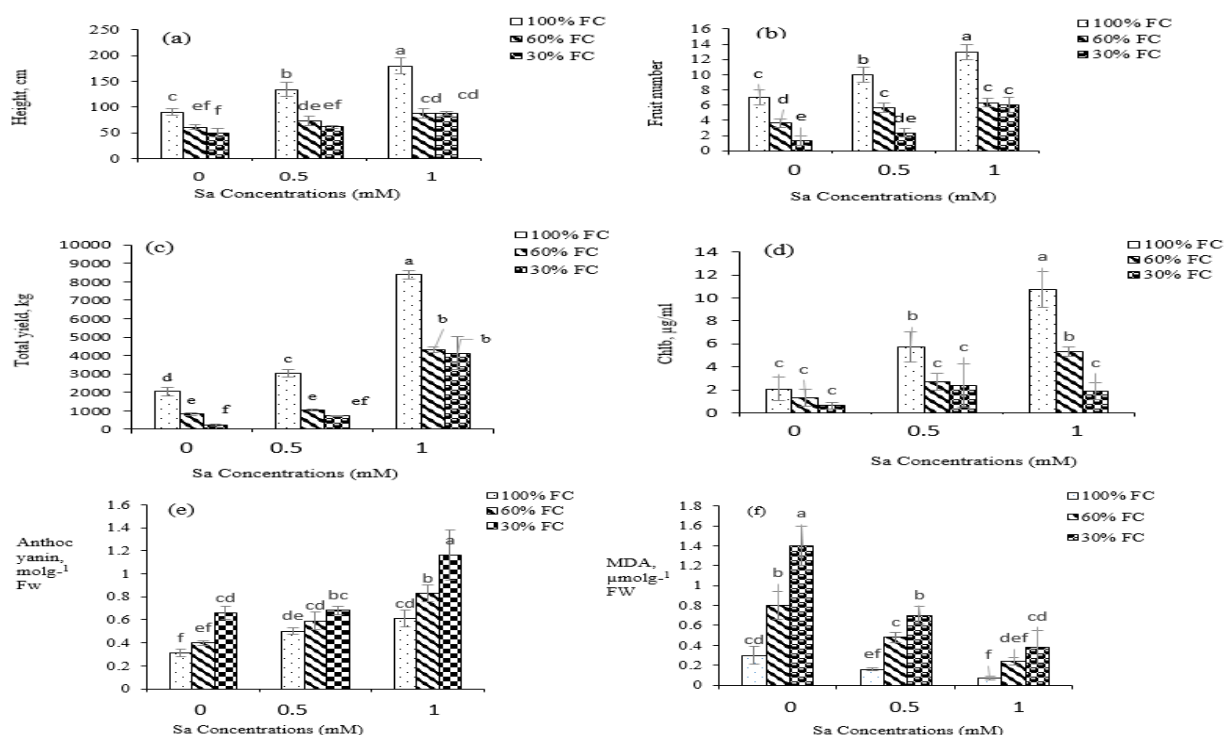 (a)
100% FC
60% FC
30% FC
Height, cm
250
200
150
100
50
0
c
ef
f
b
de
ef
a
cd
cd
0
0.5
1
Sa Concentrations (mM)
(b)
100% FC
60% FC
30% FC
Fruit number
16
14
12
10
8
6
4
2
0
c
d
e
b
c
de
a
c
c
0
0.5
1
Sa Concentrations (mM)
(c)
100% FC
60% FC
30% FC
Total yield, kg
10000
9000
8000
7000
6000
5000
4000
3000
2000
1000
0
d
e
f
c
e
ef
a
b
b
0
0.5
1
Sa Concentrations (mM)
(d)
100% FC
60% FC
30% FC
Chlb, µg/ml
14
12
10
8
6
4
2
0
c
c
c
b
c
c
a
b
c
0
0.5
1
Sa Concentrations (mM)
(e)
100% FC
60% FC
30% FC
Anthoc
yanin,
molg-¹
Fw
1.6
1.4
1.2
1
0.8
0.6
0.4
0.2
0
f
ef
cd
de
cd
bc
cd
b
a
0
0.5
1
Sa Concentrations (mM)
(f)
100% FC
60% FC
30% FC
MDA,
µmolg-¹
FW
1.8
1.6
1.4
1.2
1
0.8
0.6
0.4
0.2
0
cd
b
a
ef
c
b
f
def
cd
0
0.5
1
Sa Concentrations (mM)